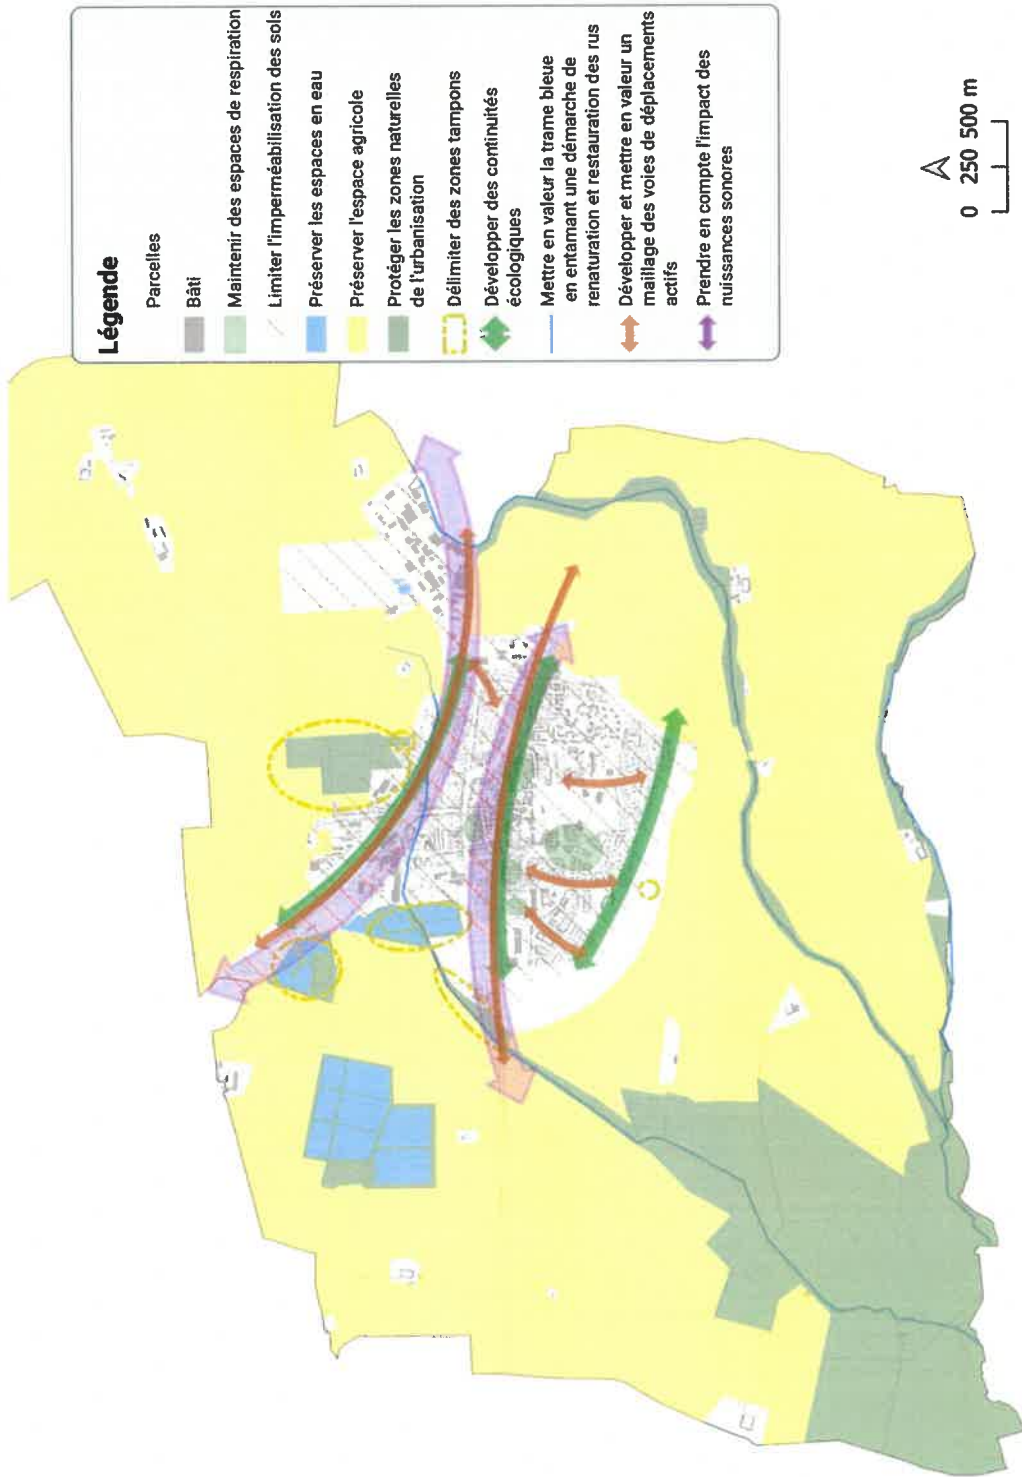 Légende
Parcelles
Bâti
Maintenir des espaces de respiration
Limiter l'imperméabilisation des sols
Préserver les espaces en eau
Préserver l'espace agricole
Protéger les zones naturelles
de l'urbanisation
Délimiter des zones tampons
Développer des continuités
écologiques
Mettre en valeur la trame bleue
en entamant une démarche de
renaturation et restauration des rus
Développer et mettre en valeur un
maillage des voies de déplacements
actifs
Prendre en compte l'impact des
nuissances sonores
0 250 500 m